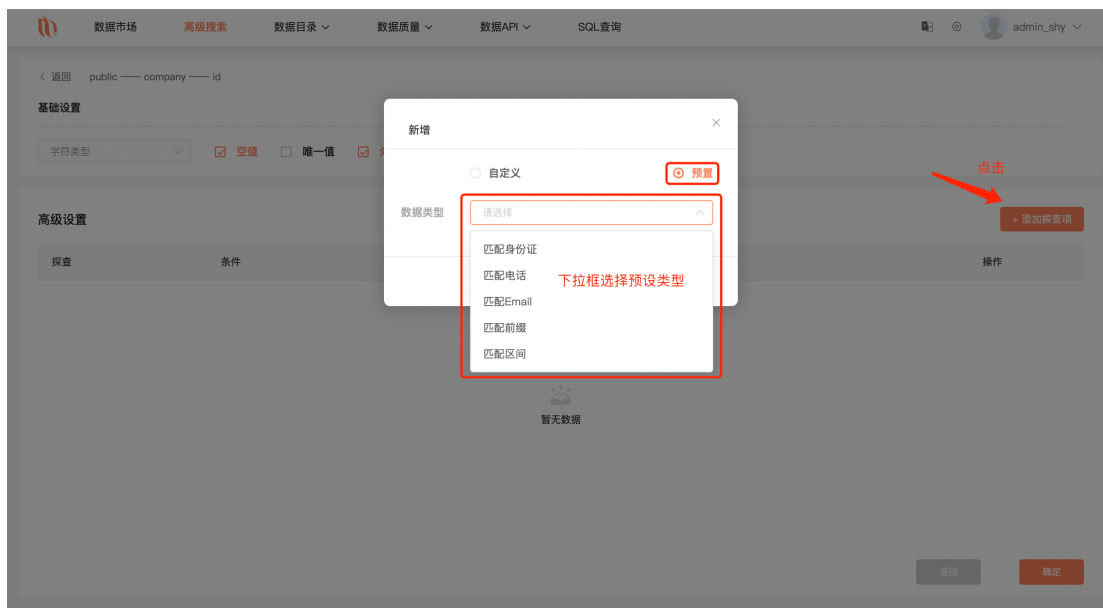 数据市场 高级搜索 数据目录 数据质量 数据API SQL查询 admin_shy
返回 public —— company —— id
基础设置
新增
字符类型 空值 唯一值
自定义 预置
点击
高级设置
数据类型 请选择
+ 添加探查项
探查 条件 操作
匹配身份证
匹配电话
下拉框选择预设类型
匹配Email
匹配前缀
匹配区间
暂无数据
返回 确定